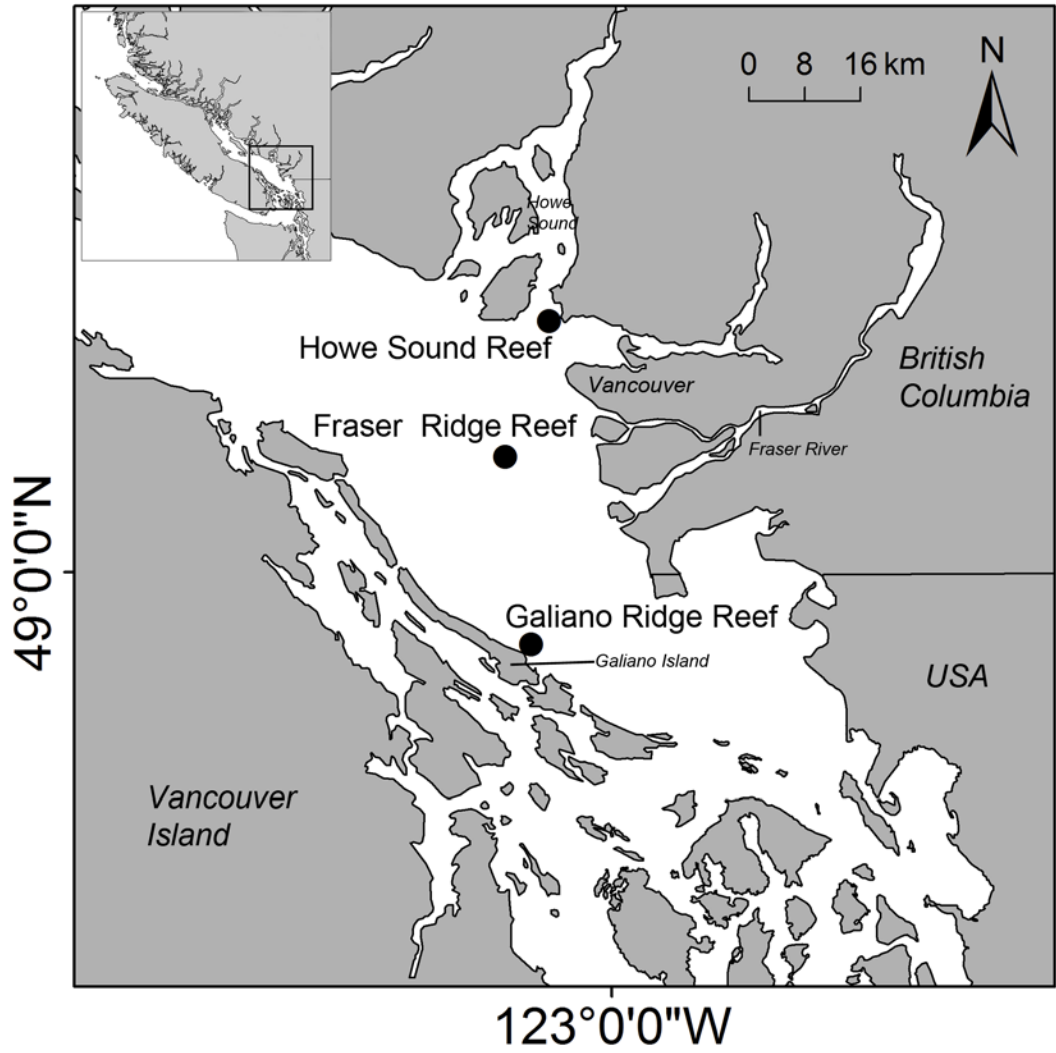 N
0 8 16 km
Howe
Sound
Howe Sound Reef
British
Columbia
Vancouver
Fraser Ridge Reef
Fraser River
49°0'0"N
Galiano Ridge Reef
Galiano Island
USA
Vancouver
Island
123°0'0"W